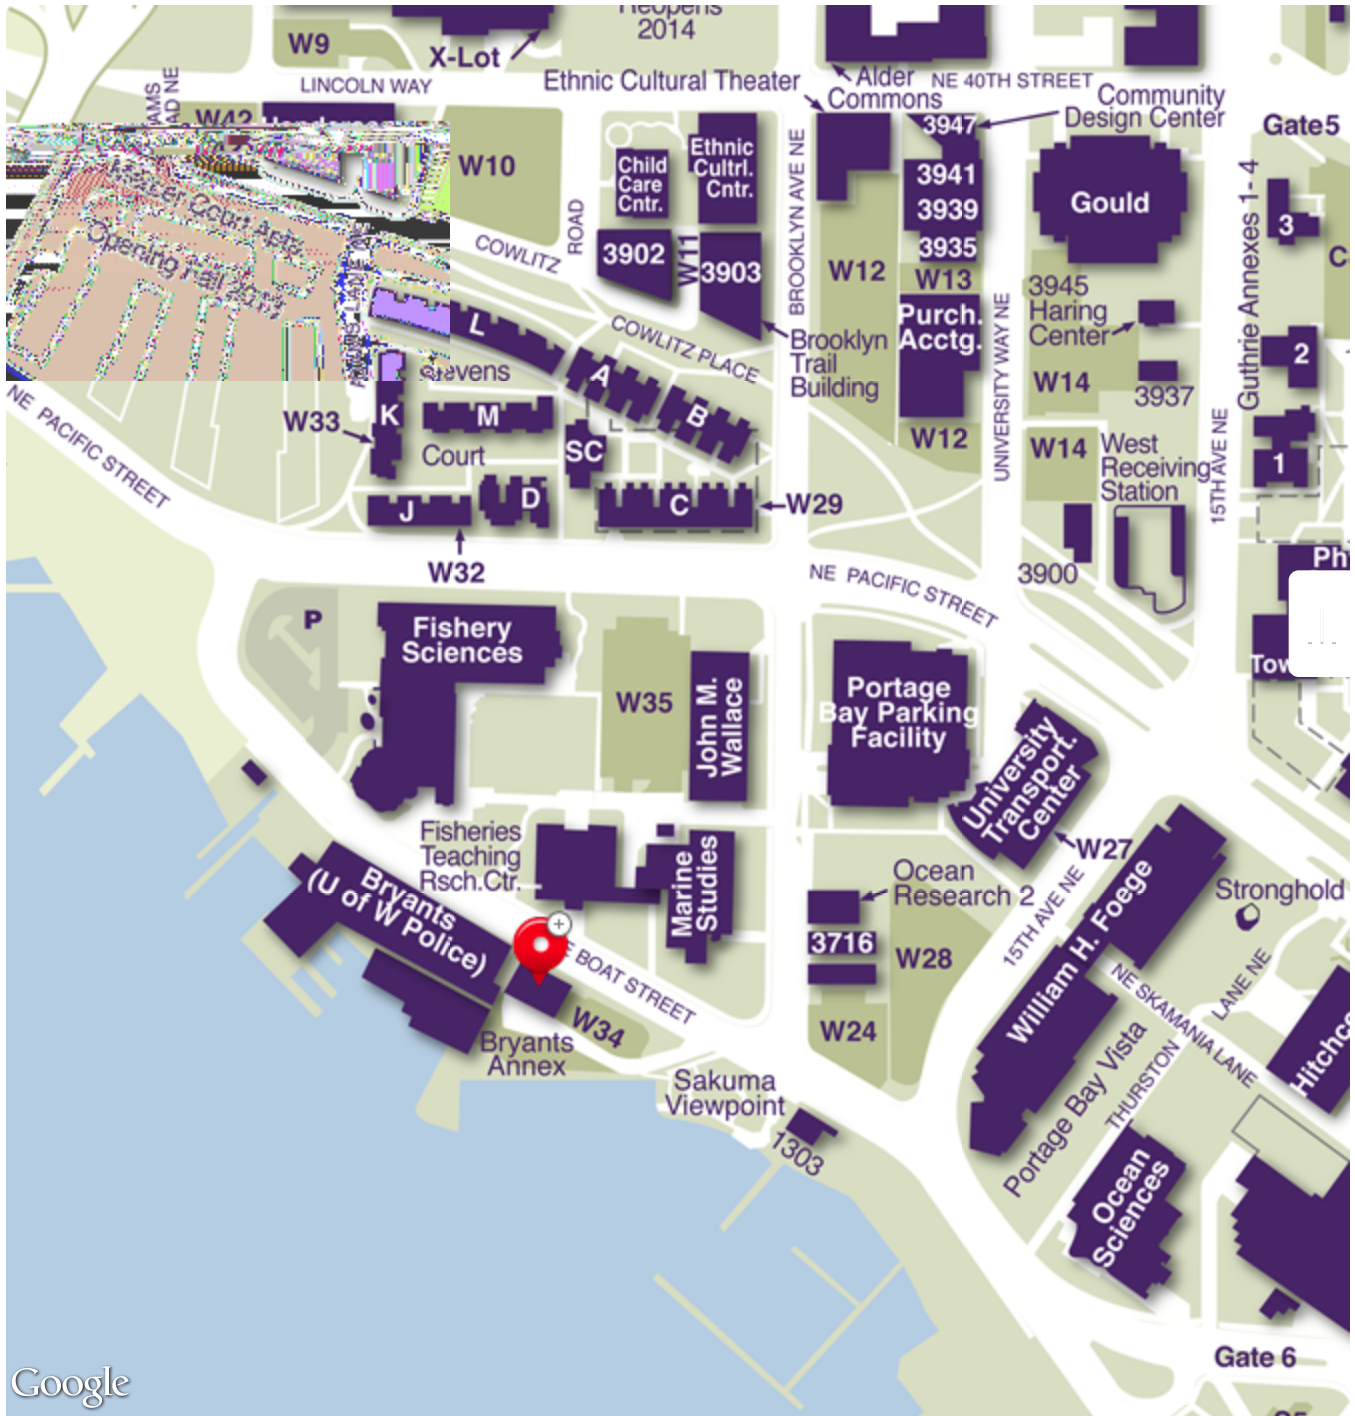 Reopens
2014
W9
X-Lot
LINCOLN WAY
Ethnic Cultural Theater
Alder
Commons
NE 40TH STREET
Community
Design Center
Gate5
W42
W10
Child
Care
Cntr.
Ethnic
Cultrl.
Cntr.
BROOKLYN AVE NE
3947
3941
3939
3935
Gould
Guthrie Annexes 1- 4
3
ROAD
COWLITZ
3902
W11
3903
W12
W13
Purch.
Acctg.
UNIVERSITY WAY NE
3945
Haring
Center
Opening Fall
L
COWLITZ PLACE
Brooklyn
Trail
Building
W14
3937
2
Stevens
A
B
NE PACIFIC STREET
W33
K
M
Court
SC
W12
W14
West
Receiving
Station
15TH AVE NE
1
J
D
C
W29
W32
NE PACIFIC STREET
3900
P
Fishery
Sciences
W35
John M.
Wallace
Portage
Bay Parking
Facility
University
Transport.
Center
W27
Fisheries
Teaching
Rsch.Ctr.
Marine
Studies
Ocean
Research 2
3716
W28
15TH AVE NE
William H. Foege
Stronghold
Bryants
(U of W Police)
BOAT STREET
W34
Bryants
Annex
W24
NE SKAMANIA LANE
THURSTON
LANE NE
Portage Bay Vista
Sakuma
Viewpoint
1303
Ocean
Sciences
Gate 6
Google